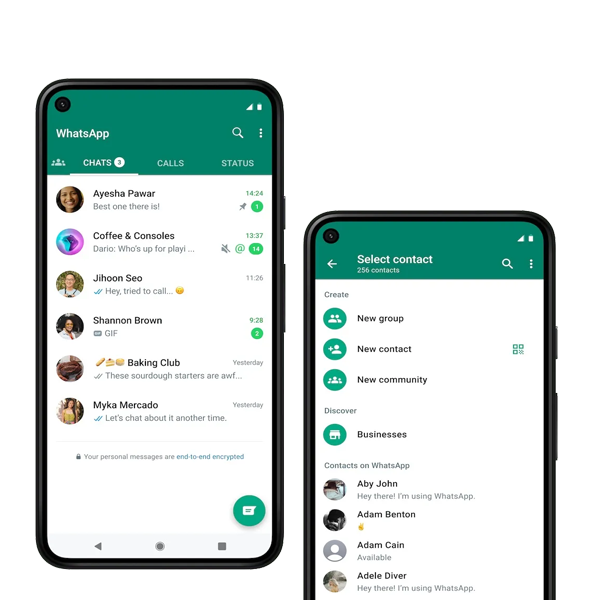 WhatsApp
CHATS 3 CALLS STATUS
Ayesha Pawar 14:24
Best one there is! 1
Coffee & Consoles 13:37
Dario: Who's up for playi ... @ 14
Jihoon Seo 11:26
Hey, tried to call...
Shannon Brown 9:28
GIF GIF 2
Baking Club Yesterday
These sourdough starters are awf...
Myka Mercado Yesterday
Let's chat about it another time.
Your personal messages are end-to-end encrypted
Select contact
256 contacts
Create
New group
New contact
New community
Discover
Businesses
Contacts on WhatsApp
Aby John
Hey there! I'm using WhatsApp.
Adam Benton
✌
Adam Cain
Available
Adele Diver
Hey there! I'm using WhatsApp.